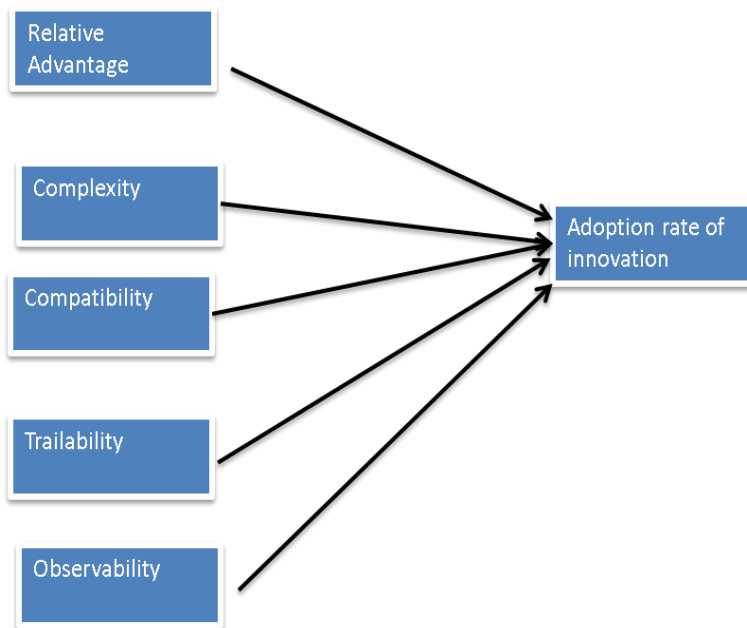 Relative
Advantage
Complexity
Adoption rate of
innovation
Compatibility
Trailability
Observability